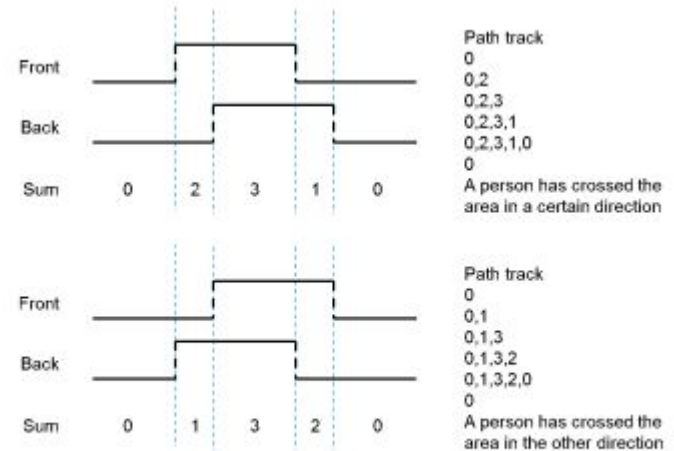 Path track
0
Front
0,2
0,2,3
Back
0,2,3,1
0,2,3,1,0
0
Sum 0 2 3 1 0
A person has crossed the
area in a certain direction
Path track
0
Front
0,1
0,1,3
Back
0,1,3,2
0,1,3,2,0
0
Sum 0 1 3 2 0
A person has crossed the
area in the other direction